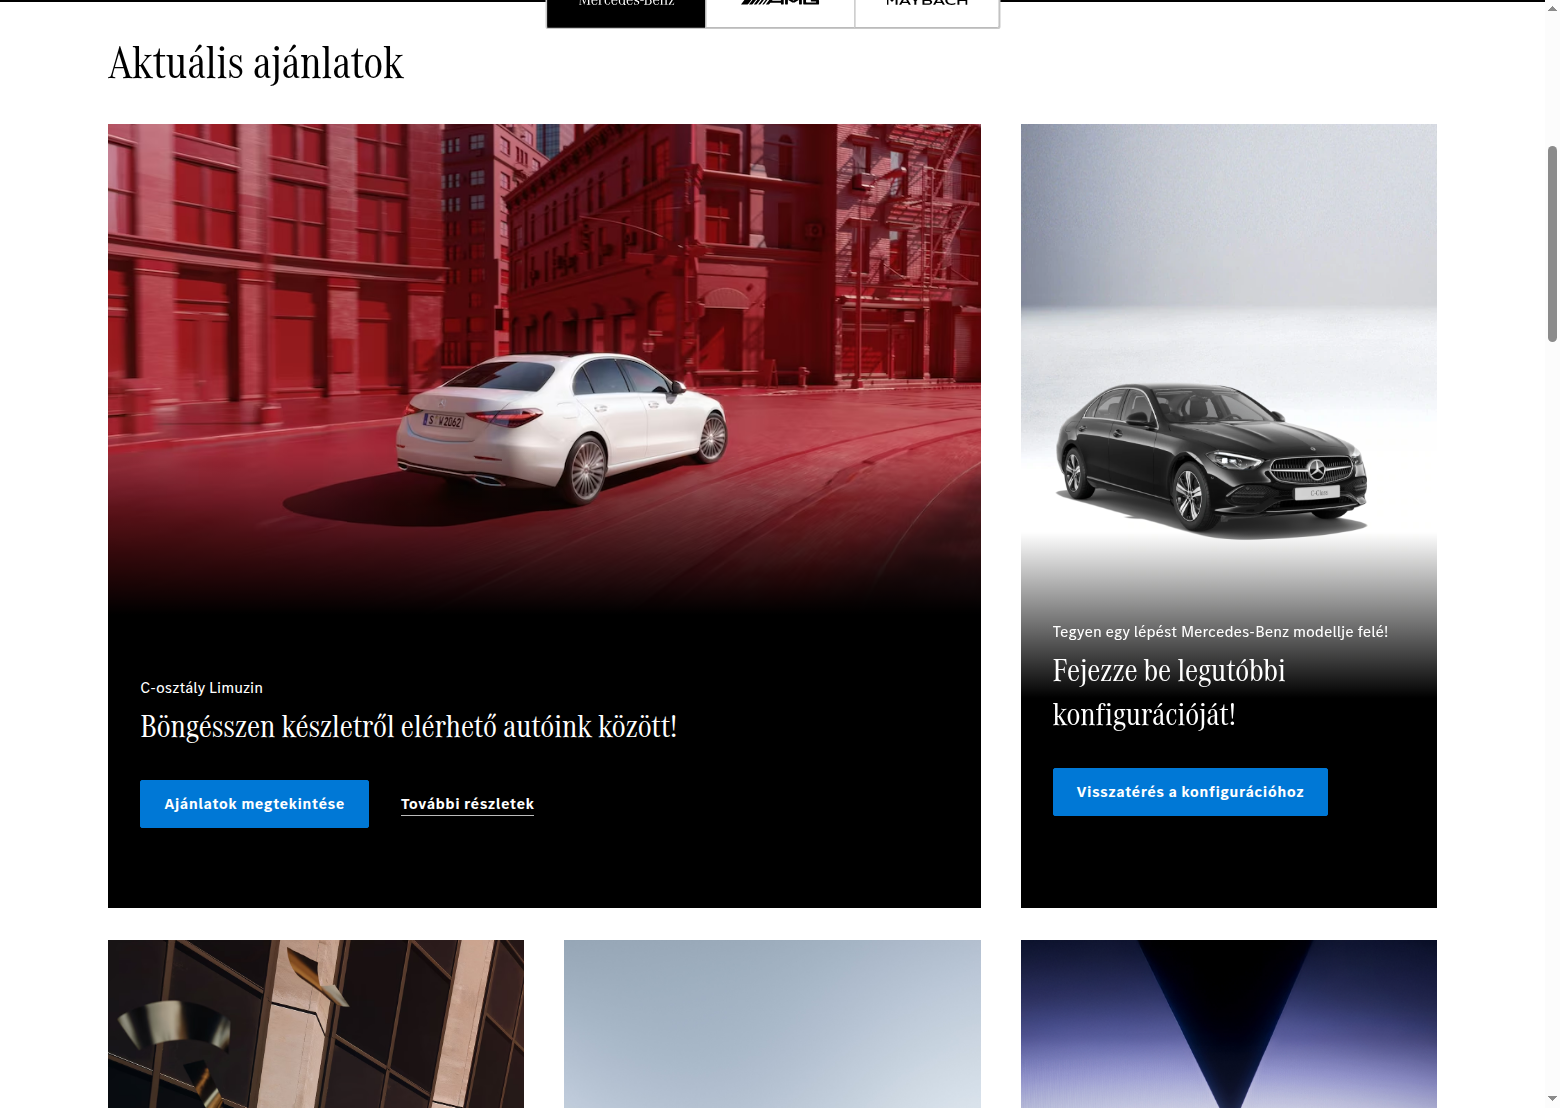 Mercedes-Benz
AMG
MAYBACH
Aktuális ajánlatok
S W 2062
C-Class
C-osztály Limuzin
Böngésszen készletről elérhető autóink között!
Ajánlatok megtekintése
További részletek
Tegyen egy lépést Mercedes-Benz modellje felé!
Fejezze be legutóbbi
konfigurációját!
Visszatérés a konfigurációhoz